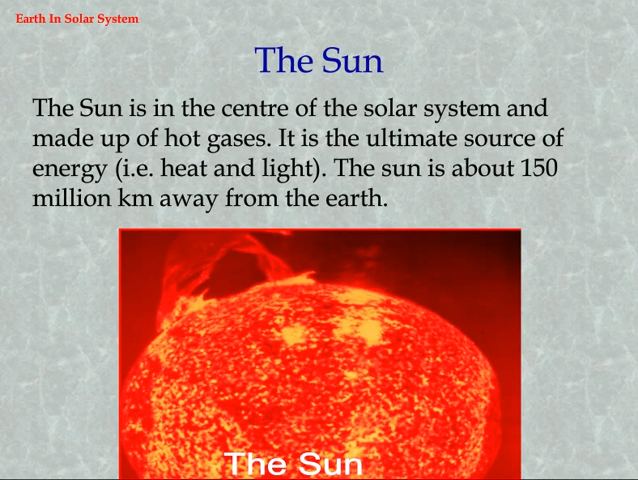 Earth In Solar System
The Sun
The Sun is in the centre of the solar system and
made up of hot gases. It is the ultimate source of
energy (i.e. heat and light). The sun is about 150
million km away from the earth.
The Sun